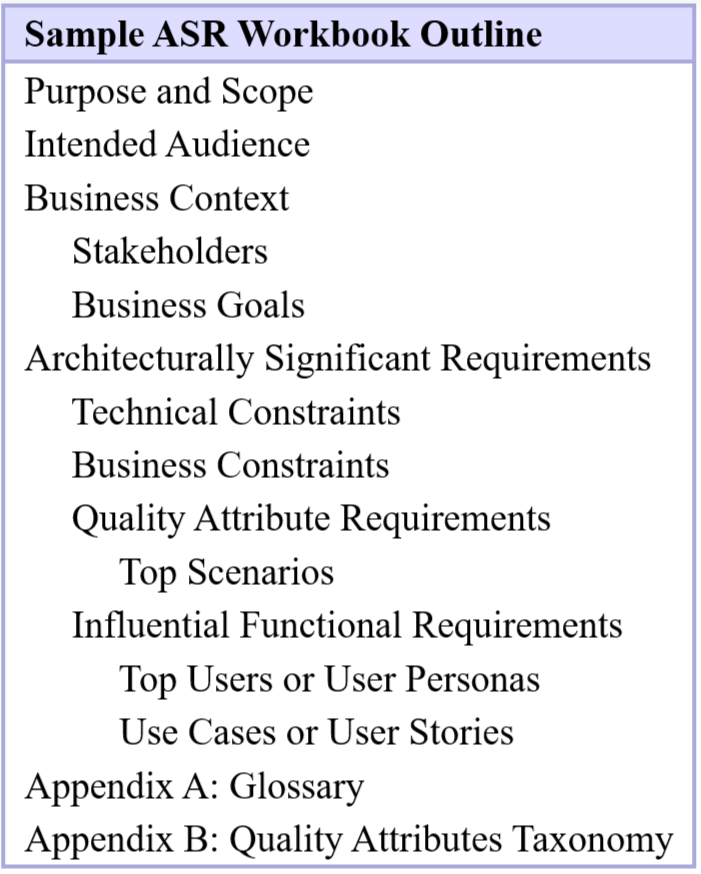 Sample ASR Workbook Outline
Purpose and Scope
Intended Audience
Business Context
Stakeholders
Business Goals
Architecturally Significant Requirements
Technical Constraints
Business Constraints
Quality Attribute Requirements
Top Scenarios
Influential Functional Requirements
Top Users or User Personas
Use Cases or User Stories
Appendix A: Glossary
Appendix B: Quality Attributes Taxonomy